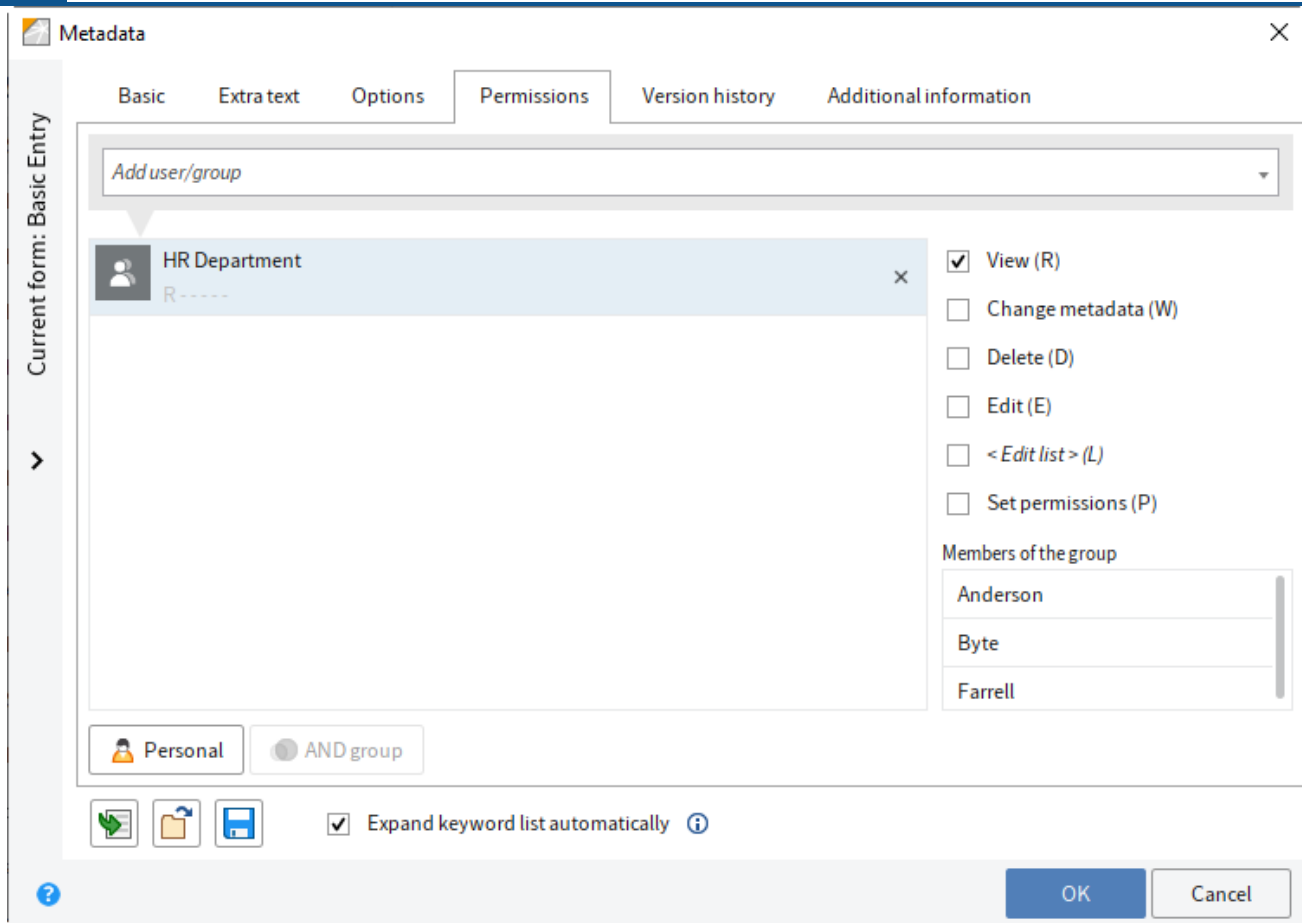 Metadata
Basic Extra text Options Permissions Version history Additional information
Current form: Basic Entry
Add user/group
HR Department
R - - - - -
View (R)
Change metadata (W)
Delete (D)
Edit (E)
< Edit list > (L)
Set permissions (P)
Members of the group
Anderson
Byte
Farrell
Personal AND group
Expand keyword list automatically
OK Cancel